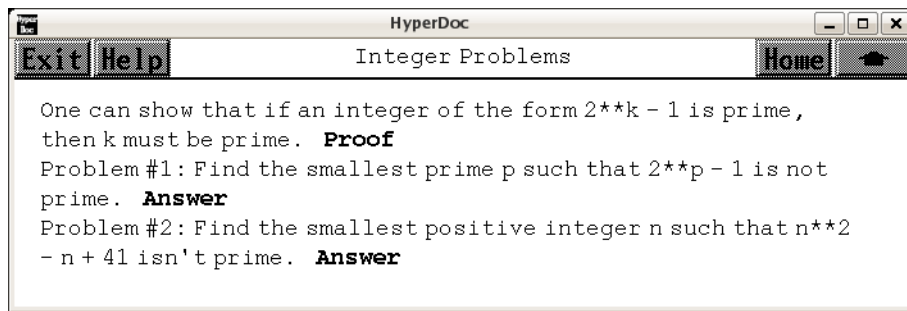 Hyper Doc
HyperDoc
Exit Help Integer Problems Home
One can show that if an integer of the form 2**k - 1 is prime,
then k must be prime. Proof
Problem #1: Find the smallest prime p such that 2**p - 1 is not
prime. Answer
Problem #2: Find the smallest positive integer n such that n**2
- n + 41 isn't prime. Answer